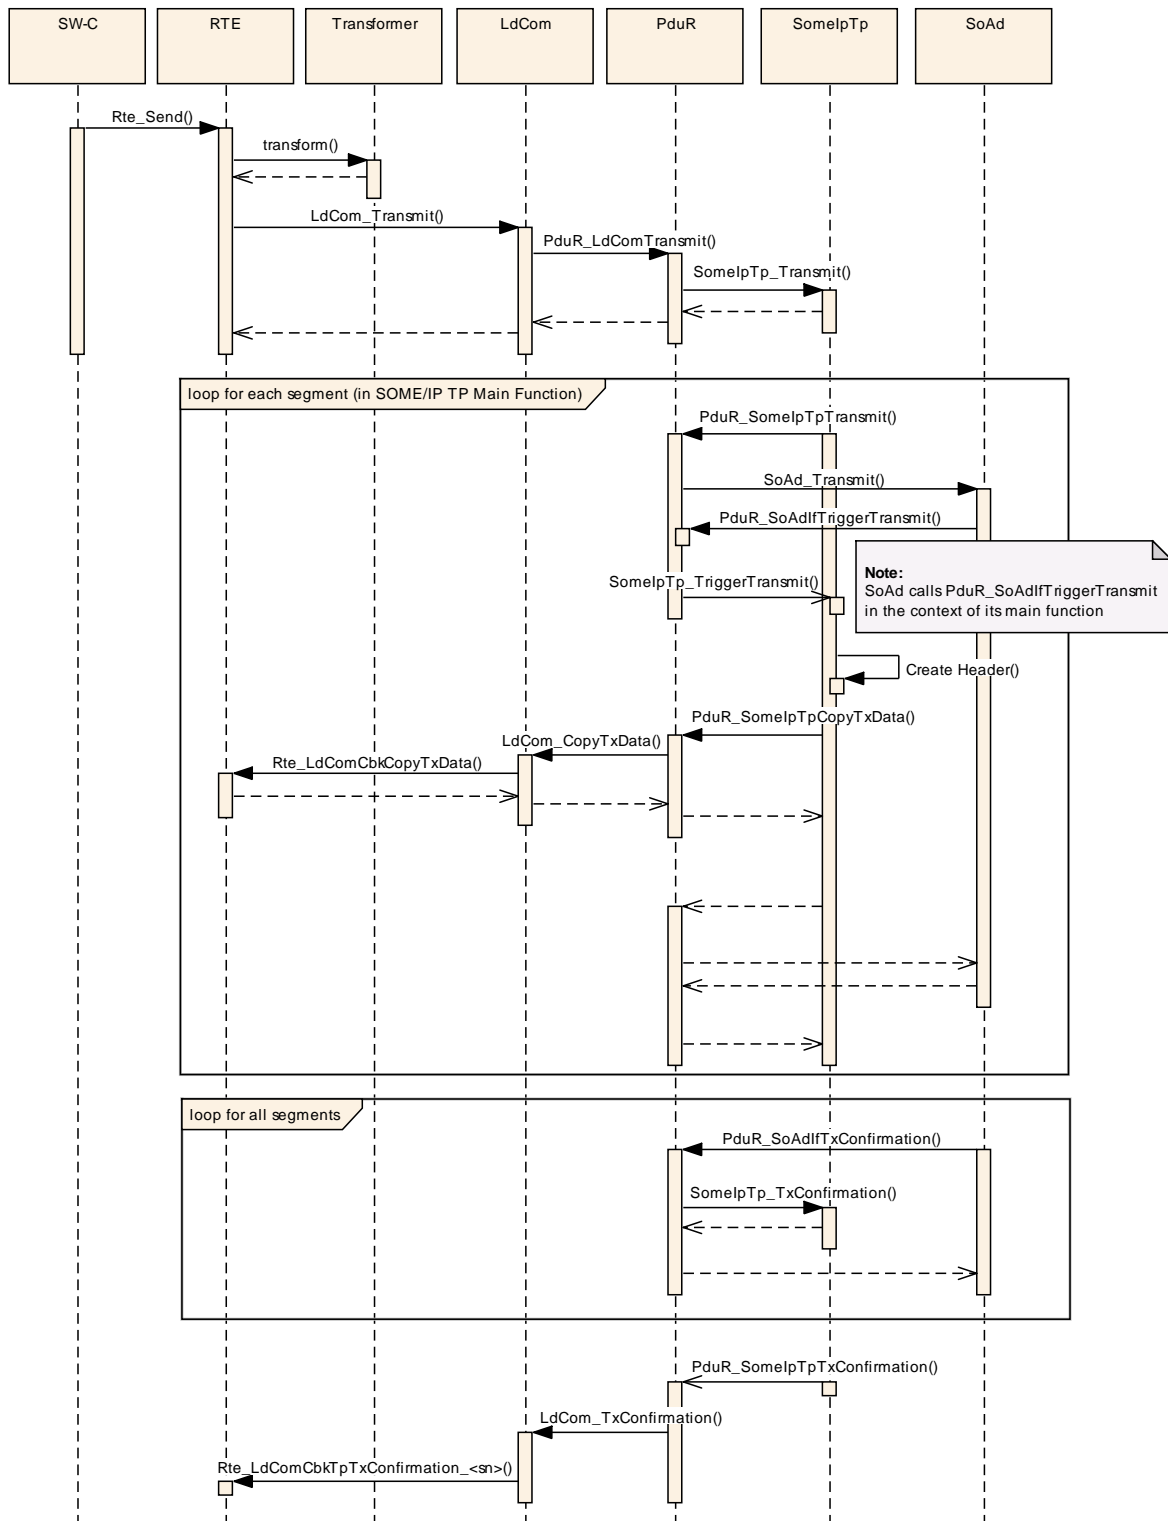 SW-C
RTE
Transformer
LdCom
PduR
SomeIpTp
SoAd
Rte_Send()
transform()
LdCom_Transmit()
PduR_LdComTransmit()
SomeIpTp_Transmit()
loop for each segment (in SOME/IP TP Main Function)
PduR_SomeIpTpTransmit()
SoAd_Transmit()
PduR_SoAdIfTriggerTransmit()
Note:
SomeIpTp_TriggerTransmit()
SoAd calls PduR_SoAdIfTriggerTransmit
in the context of its main function
Create Header()
PduR_SomeIpTpCopyTxData()
LdCom_CopyTxData()
Rte_LdComCbkCopyTxData()
loop for all segments
PduR_SoAdIfTxConfirmation()
SomeIpTp_TxConfirmation()
PduR_SomeIpTpTxConfirmation()
LdCom_TxConfirmation()
Rte_LdComCbkTpTxConfirmation_<sn>()